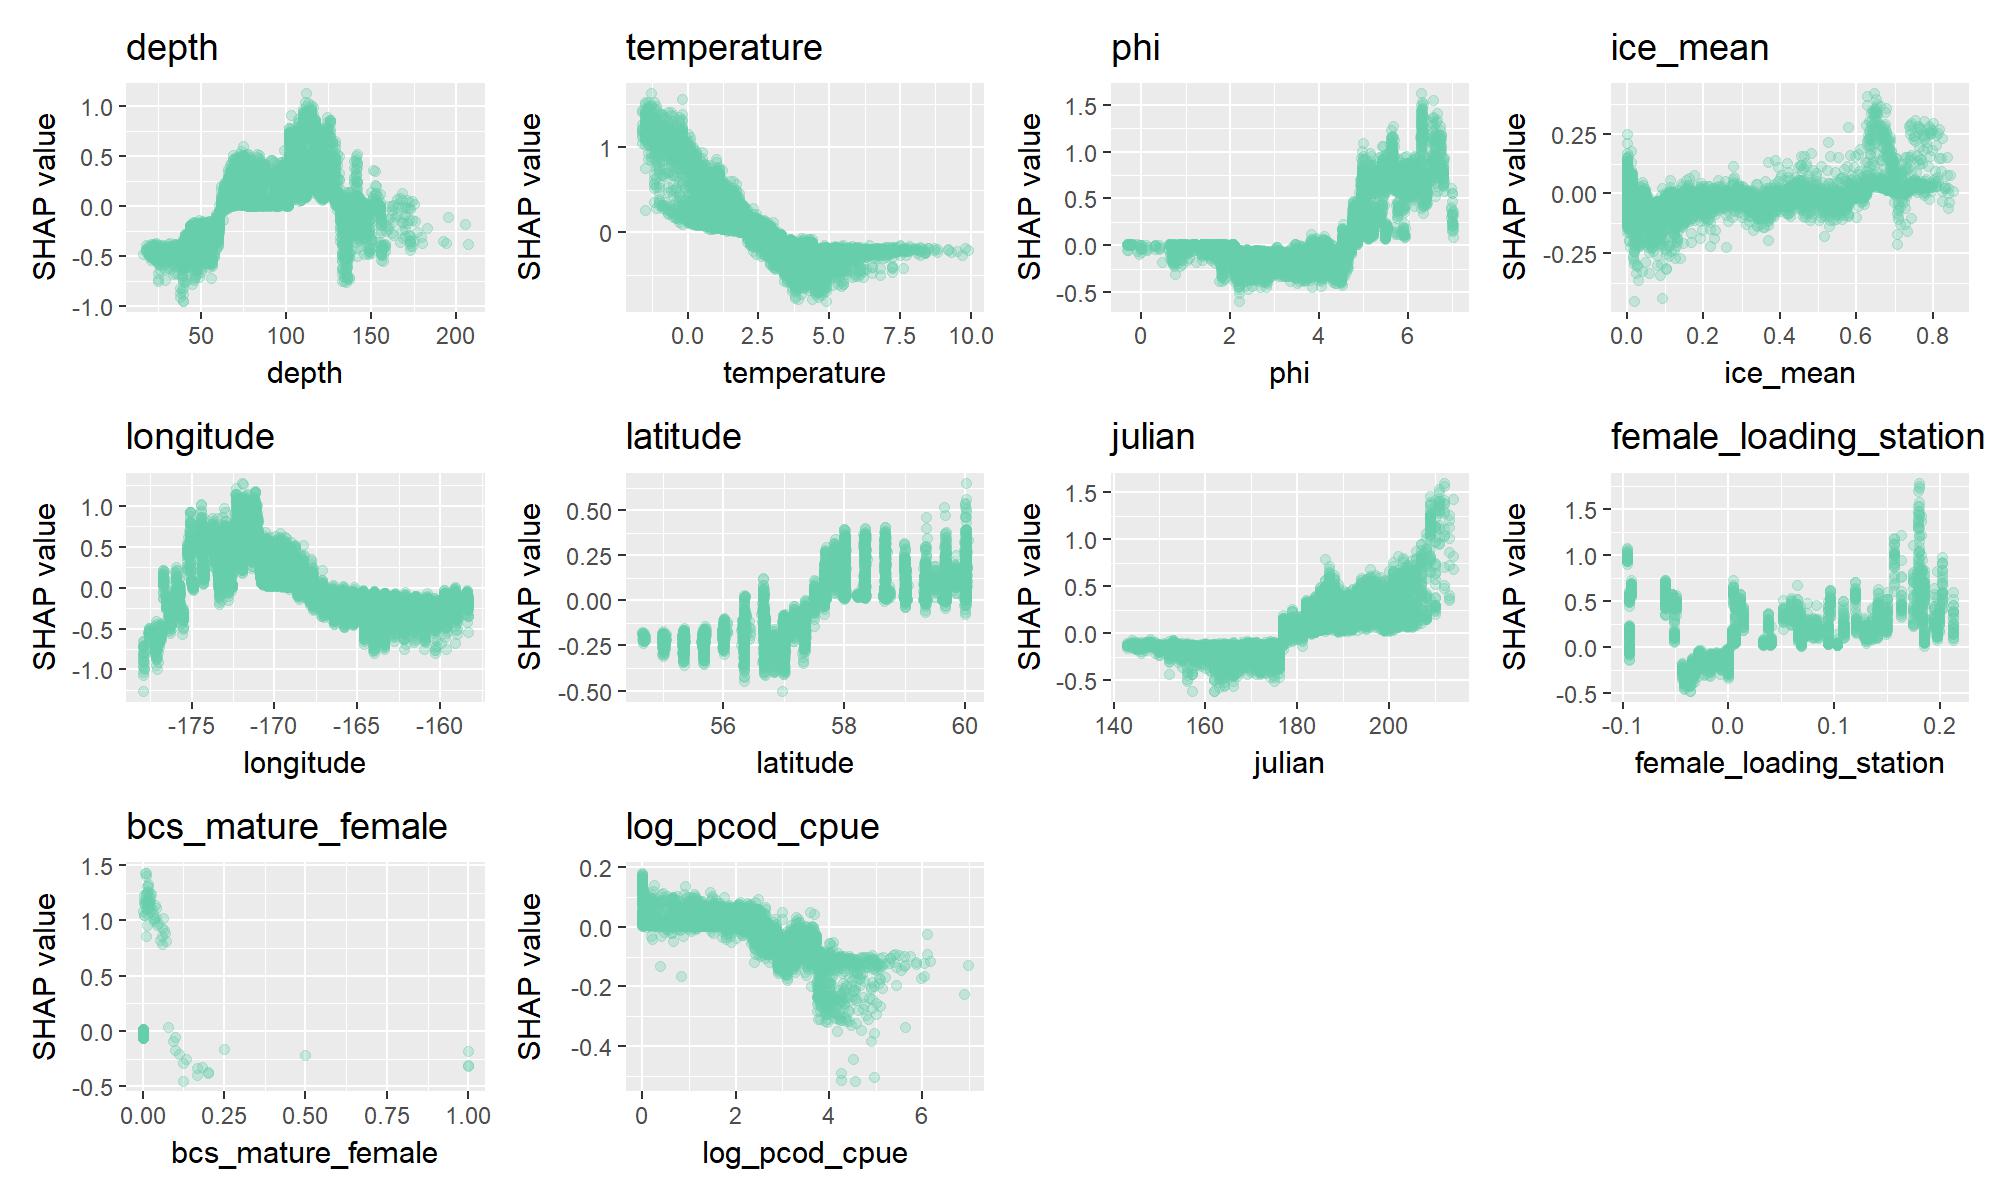 depth
temperature
phi
ice_mean
SHAP value
1.0
0.5
0.0
-0.5
-1.0
50
100
150
200
depth
SHAP value
1
0
0.0
2.5
5.0
7.5
10.0
temperature
SHAP value
1.5
1.0
0.5
0.0
-0.5
0
2
4
6
phi
SHAP value
0.25
0.00
-0.25
0.0
0.2
0.4
0.6
0.8
ice_mean
longitude
latitude
julian
female_loading_station
SHAP value
1.0
0.5
0.0
-0.5
-1.0
-175
-170
-165
-160
longitude
SHAP value
0.50
0.25
0.00
-0.25
-0.50
56
58
60
latitude
SHAP value
1.5
1.0
0.5
0.0
-0.5
140
160
180
200
julian
SHAP value
1.5
1.0
0.5
0.0
-0.5
-0.1
0.0
0.1
0.2
female_loading_station
bcs_mature_female
log_pcod_cpue
SHAP value
1.5
1.0
0.5
0.0
-0.5
0.00
0.25
0.50
0.75
1.00
bcs_mature_female
SHAP value
0.2
0.0
-0.2
-0.4
0
2
4
6
log_pcod_cpue